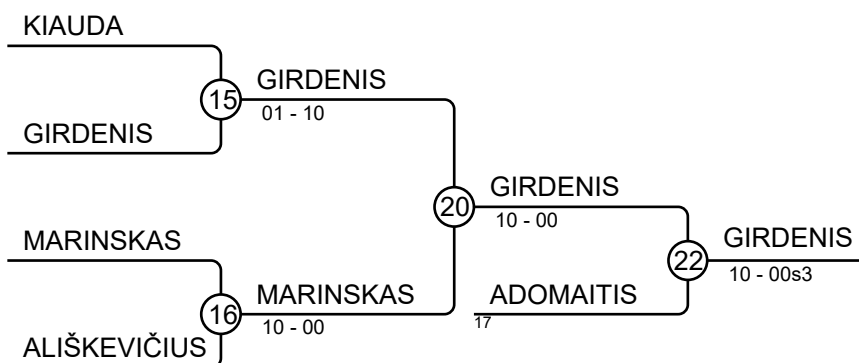 KIAUDA
GIRDENIS
15
01 - 10
GIRDENIS
GIRDENIS
20
10 - 00
MARINSKAS
GIRDENIS
22
10 - 00s3
MARINSKAS
16
10 - 00
ADOMAITIS
17
ALIŠKEVIČIUS